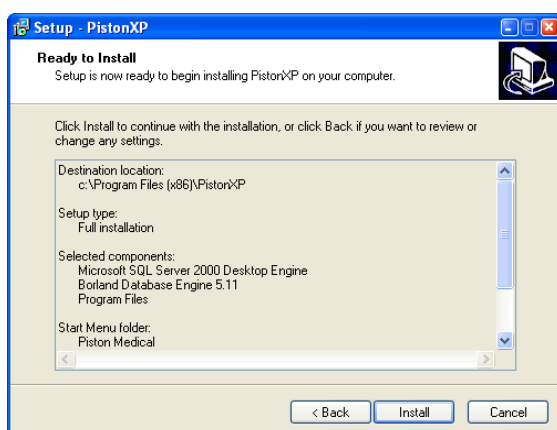 Setup - PistonXP
Ready to Install
Setup is now ready to begin installing PistonXP on your computer.
Click Install to continue with the installation, or click Back if you want to review or
change any settings.
Destination location:
c:\Program Files (x86)\PistonXP
Setup type:
Full installation
Selected components:
Microsoft SQL Server 2000 Desktop Engine
Borland Database Engine 5.11
Program Files
Start Menu folder:
Piston Medical
< Back
Install
Cancel